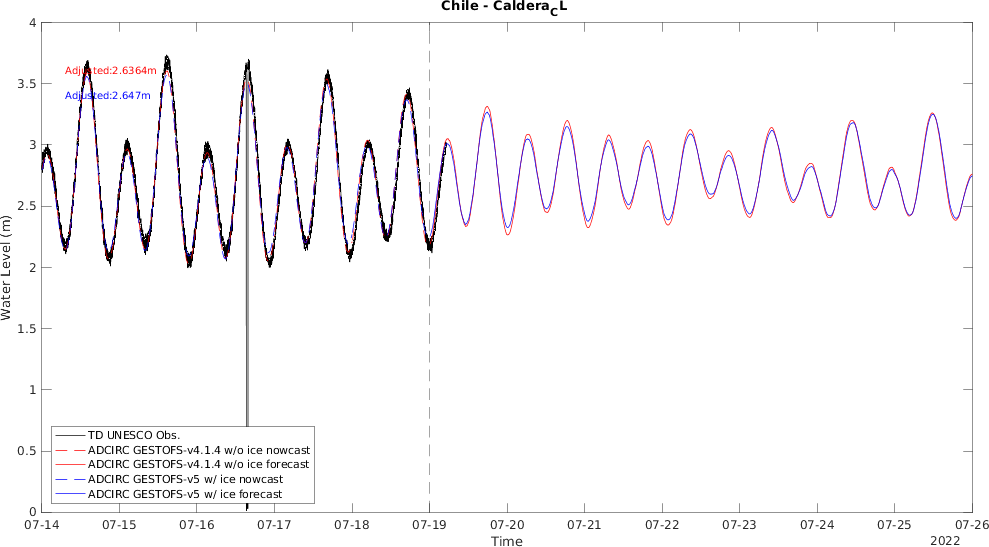 Chile - Caldera_CL
4
3.5
3
2.5
2
1.5
1
0.5
0
Water Level (m)
Adjusted:2.6364m
Adjusted:2.647m
TD UNESCO Obs.
ADCIRC GESTOFS-v4.1.4 w/o ice nowcast
ADCIRC GESTOFS-v4.1.4 w/o ice forecast
ADCIRC GESTOFS-v5 w/ ice nowcast
ADCIRC GESTOFS-v5 w/ ice forecast
07-14 07-15 07-16 07-17 07-18 07-19 07-20 07-21 07-22 07-23 07-24 07-25 07-26
Time
2022